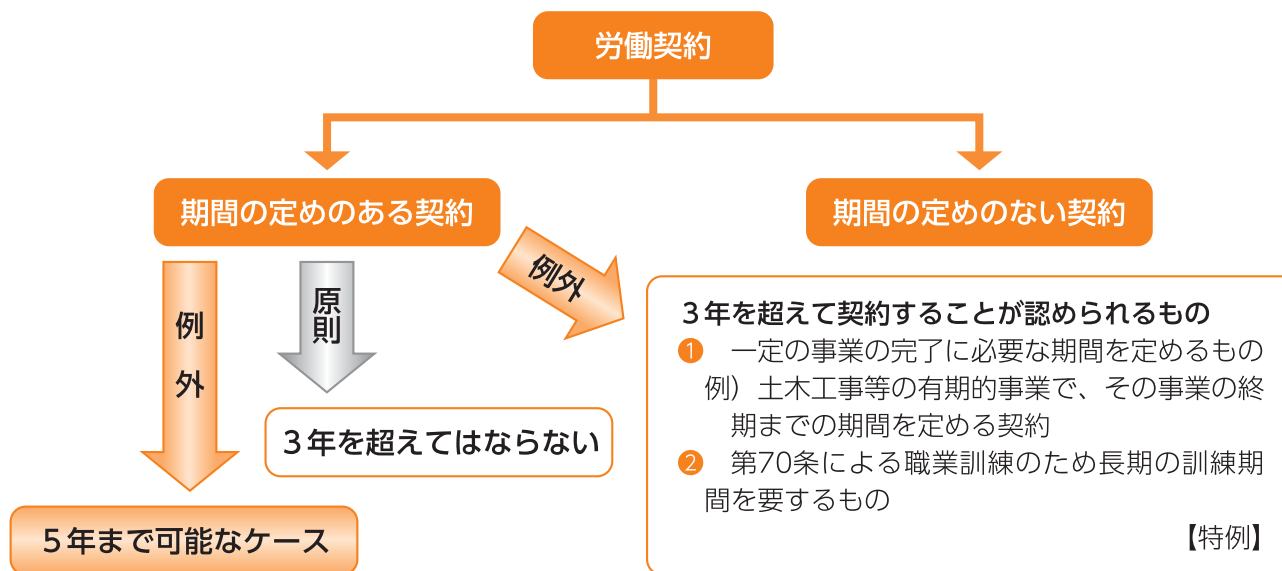 労働契約
期間の定めのある契約
期間の定めのない契約
例外
原則
例外
3年を超えてはならない
5年まで可能なケース
3年を超えて契約することが認められるもの
❶ 一定の事業の完了に必要な期間を定めるもの
例）土木工事等の有期的事業で、その事業の終
期までの期間を定める契約
❷ 第70条による職業訓練のため長期の訓練期
間を要するもの
【特例】